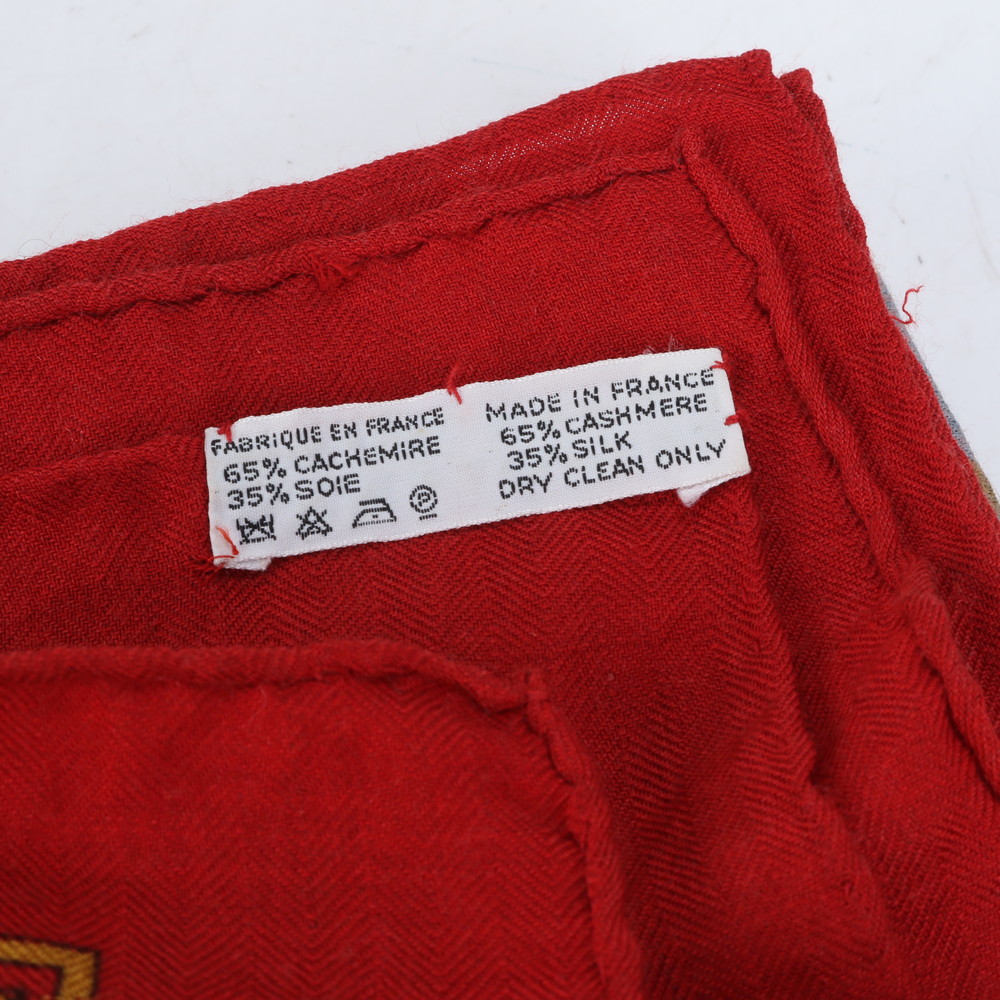 FABRIQUE EN FRANCE
65% CACHEMIRE
35% SOIE
P
MADE IN FRANCE
65% CASHMERE
35% SILK
DRY CLEAN ONLY